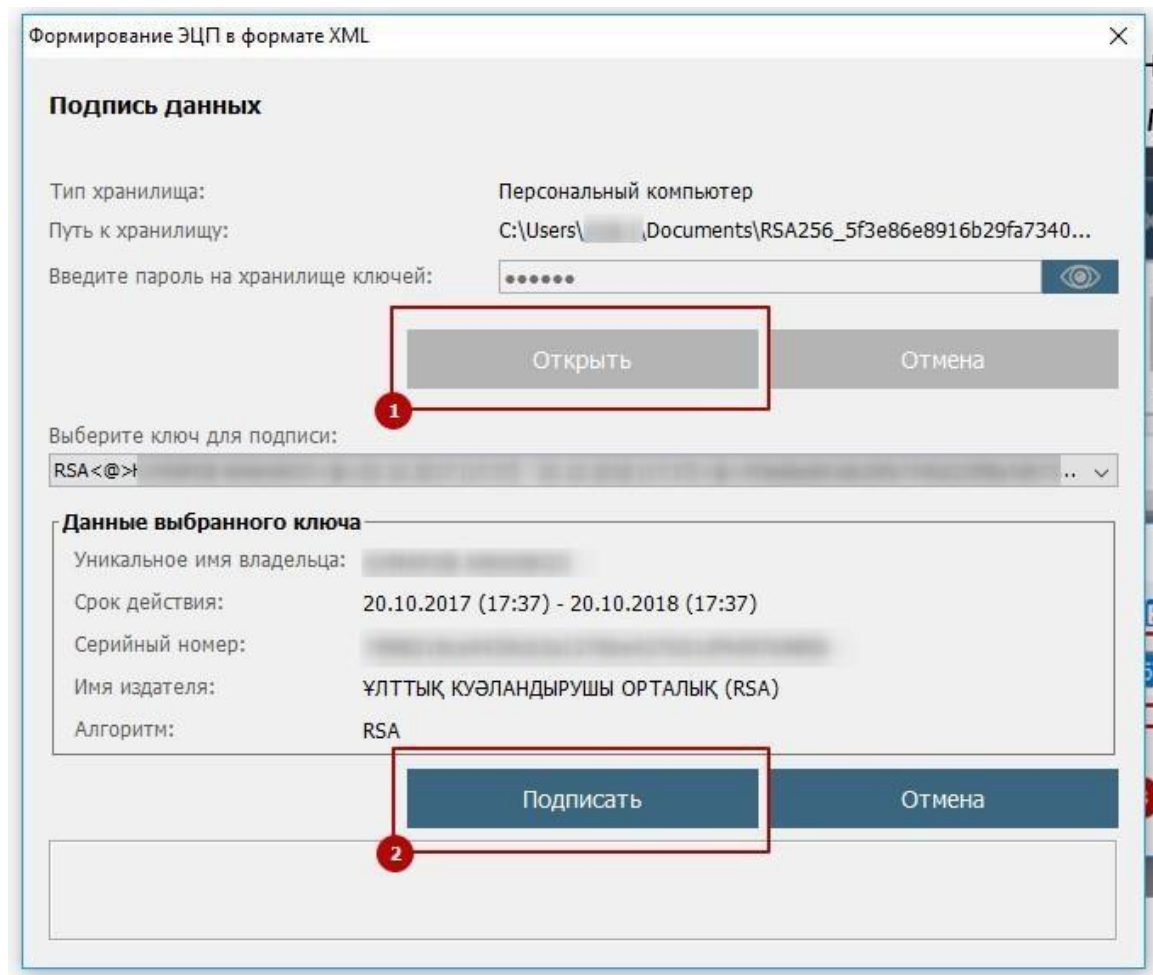 Формирование ЭЦП в формате XML
Подпись данных
Тип хранилища: Персональный компьютер
Путь к хранилищу: C:\Users\ \Documents\RSA256_5f3e86e8916b29fa7340...
Введите пароль на хранилище ключей: ●●●●●●
Открыть Отмена
1
Выберите ключ для подписи:
RSA<@> ..
Данные выбранного ключа
Уникальное имя владельца:
Срок действия: 20.10.2017 (17:37) - 20.10.2018 (17:37)
Серийный номер:
Имя издателя: ҰЛТТЫҚ КУӘЛАНДЫРУШЫ ОРТАЛЫҚ (RSA)
Алгоритм: RSA
Подписать Отмена
2